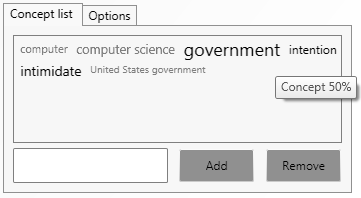 Concept list Options
computer computer science government intention
intimidate United States government
Concept 50%
Add Remove